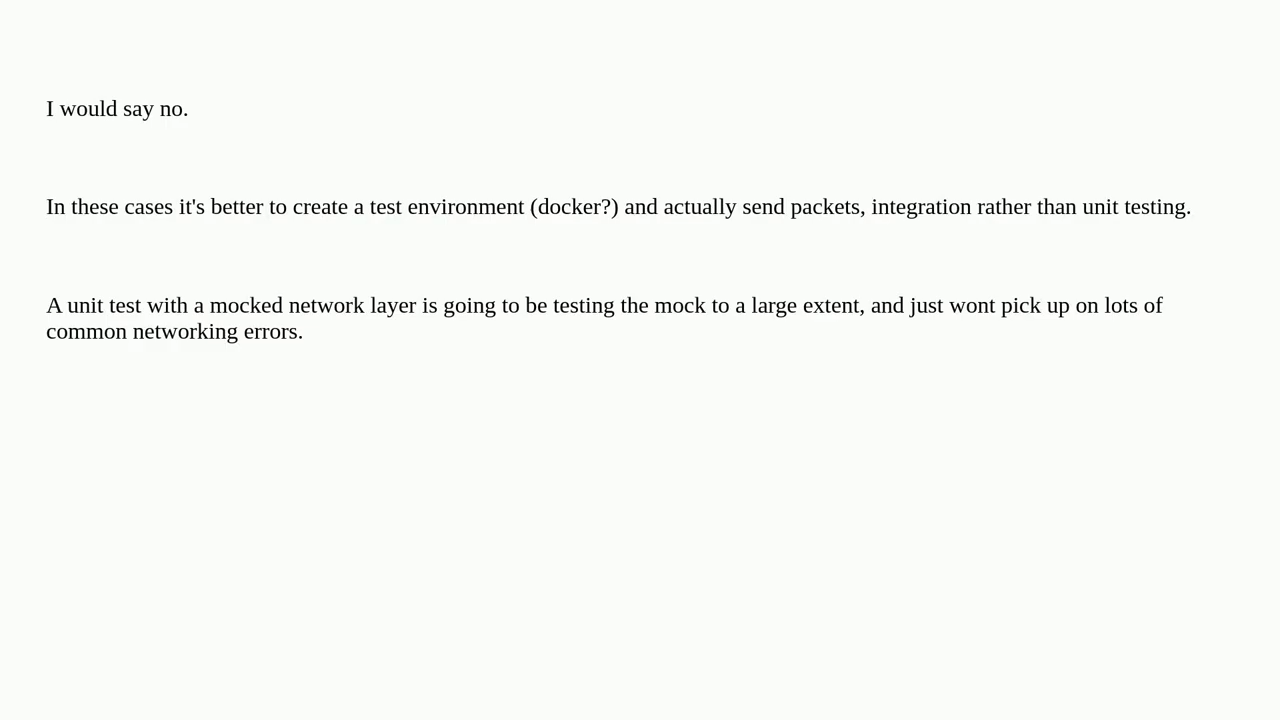 I would say no.
In these cases it's better to create a test environment (docker?) and actually send packets, integration rather than unit testing.
A unit test with a mocked network layer is going to be testing the mock to a large extent, and just wont pick up on lots of
common networking errors.